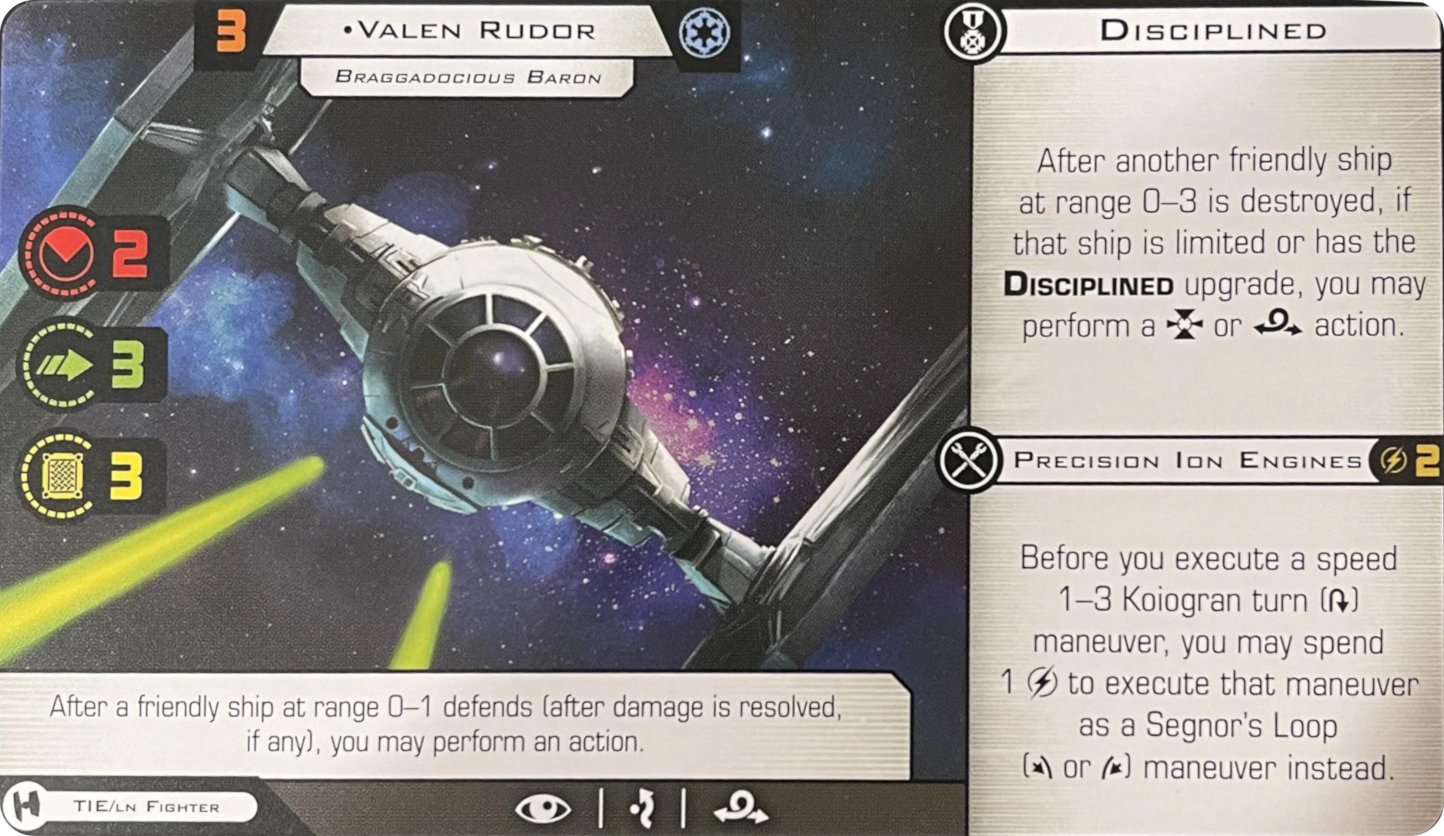 3
•Valen Rudor
Braggadocious Baron
2
3
3
After a friendly ship at range 0–1 defends (after damage is resolved,
if any), you may perform an action.
TIE/ln Fighter
Disciplined
After another friendly ship
at range 0–3 is destroyed, if
that ship is limited or has the
Disciplined upgrade, you may
perform a or action.
Precision Ion Engines 2
Before you execute a speed
1–3 Koiogran turn ( )
maneuver, you may spend
1 to execute that maneuver
as a Segnor's Loop
( or ) maneuver instead.